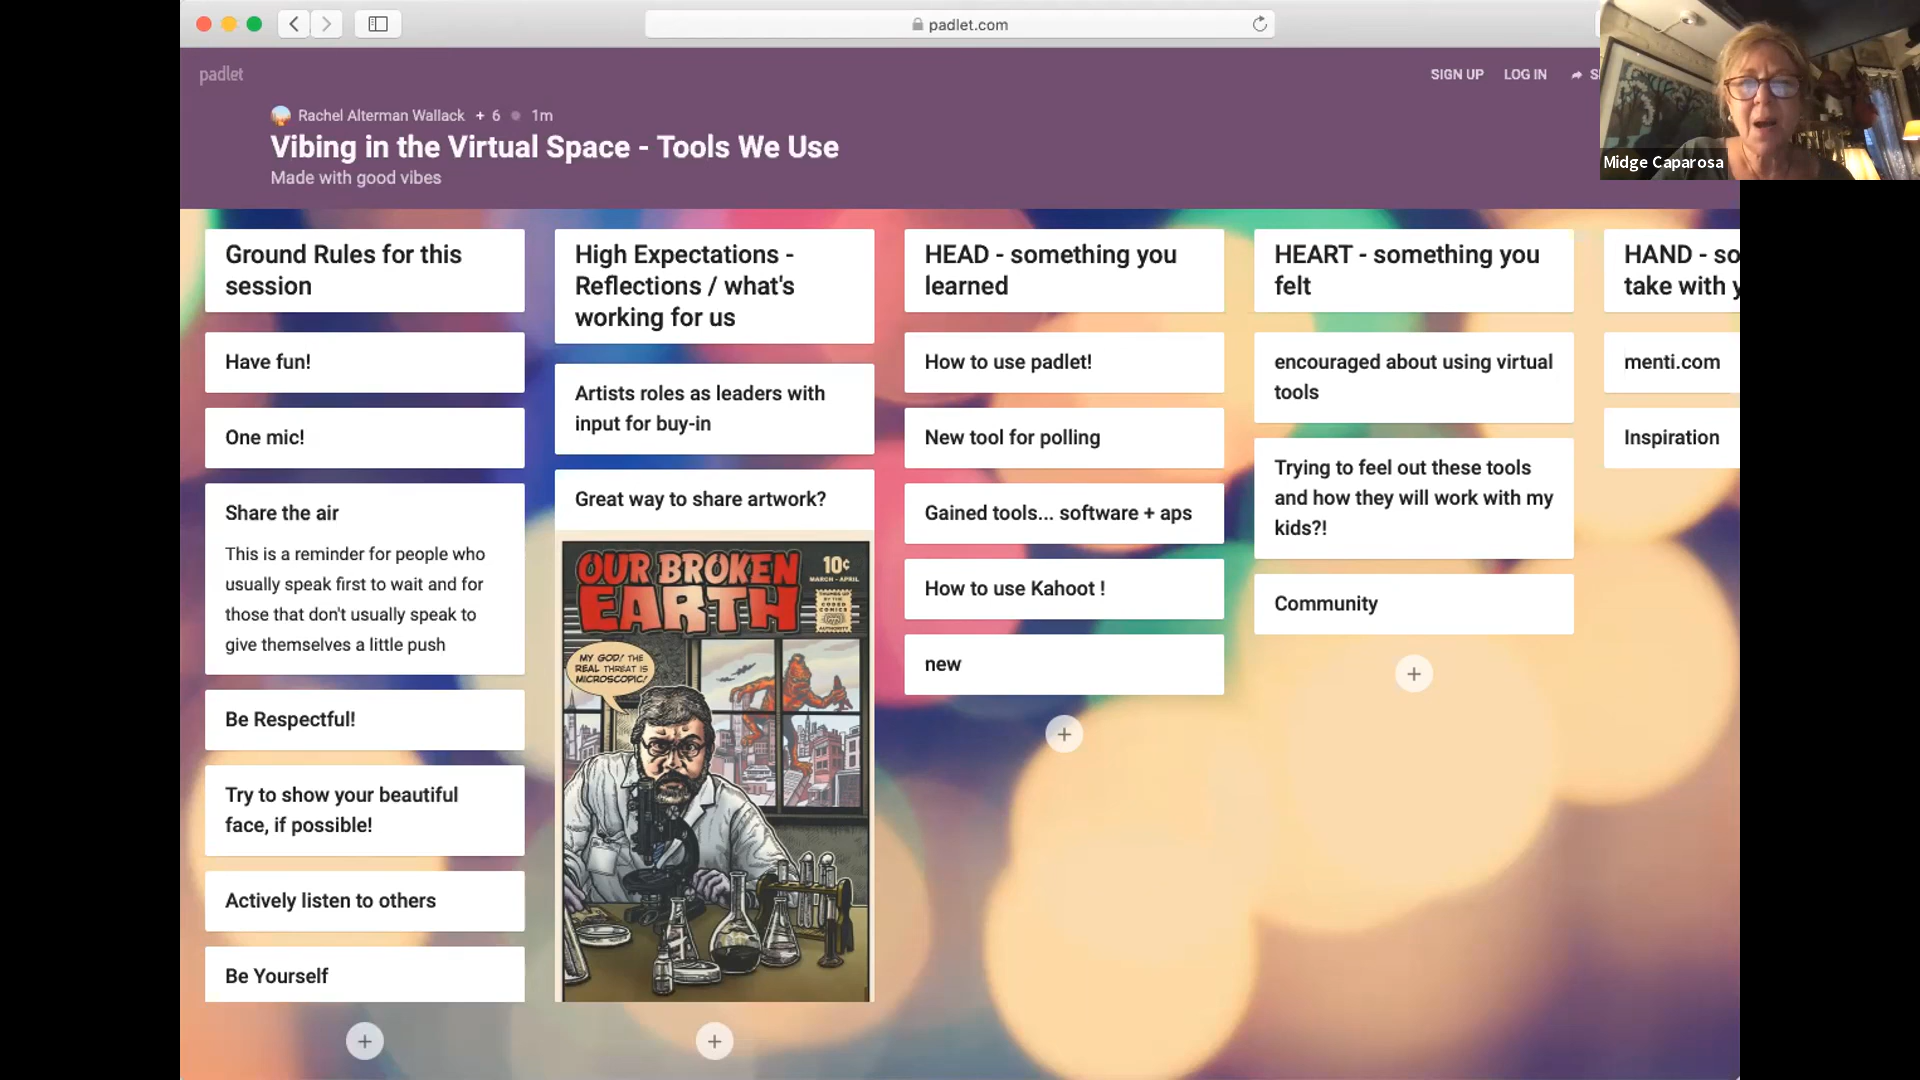 padlet.com
padlet
SIGN UP LOG IN
Rachel Alterman Wallack + 6 1m
Vibing in the Virtual Space - Tools We Use
Made with good vibes
Midge Caparosa
Ground Rules for this
session
Have fun!
One mic!
Share the air
This is a reminder for people who
usually speak first to wait and for
those that don't usually speak to
give themselves a little push
Be Respectful!
Try to show your beautiful
face, if possible!
Actively listen to others
Be Yourself
High Expectations -
Reflections / what's
working for us
Artists roles as leaders with
input for buy-in
Great way to share artwork?
OUR BROKEN
EARTH
10¢
MARCH - APRIL
MY GOD! THE
REAL THREAT IS
MICROSCOPIC!
HEAD - something you
learned
How to use padlet!
New tool for polling
Gained tools... software + aps
How to use Kahoot !
new
HEART - something you
felt
encouraged about using virtual
tools
Trying to feel out these tools
and how they will work with my
kids?!
Community
HAND - so
take with
menti.com
Inspiration